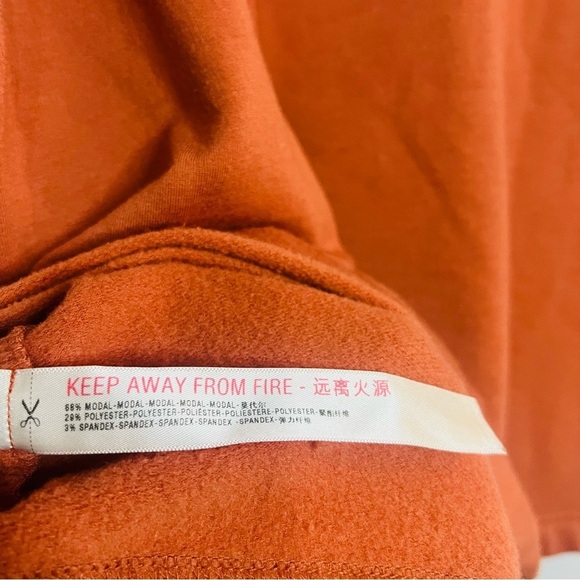 KEEP AWAY FROM FIRE - 远离火源
68% MODAL-MODAL-MODAL-MODAL-MODAL-莫代尔
29% POLYESTER-POLYESTER-POLIÉSTER-POLIESTERE-POLYESTER-聚酯纤维
3% SPANDEX-SPANDEX-SPANDEX-SPANDEX -SPANDEX-弹力纤维